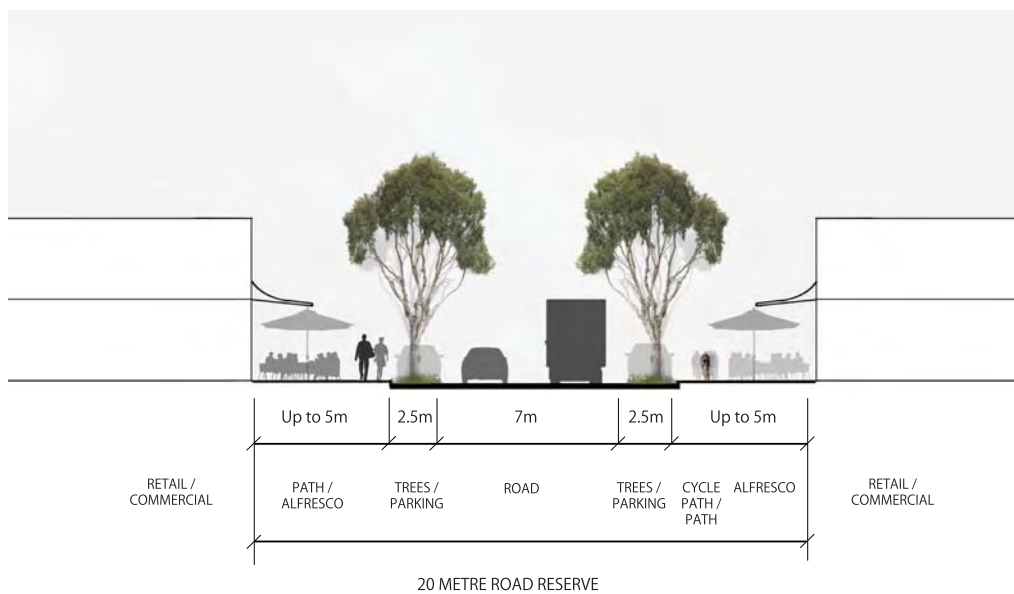 Up to 5m
2.5m
7m
2.5m
Up to 5m
RETAIL /
COMMERCIAL
PATH /
ALFRESCO
TREES /
PARKING
ROAD
TREES /
PARKING
CYCLE
PATH /
PATH
ALFRESCO
RETAIL /
COMMERCIAL
20 METRE ROAD RESERVE